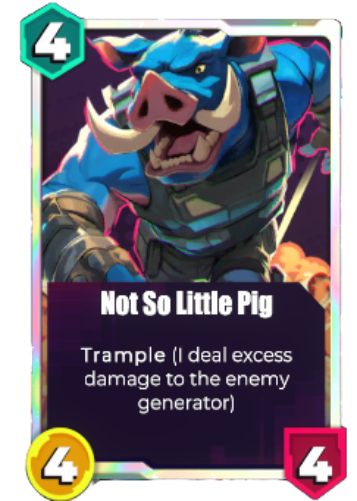 4
Not So Little Pig
Trample (I deal excess
damage to the enemy
generator)
4
4